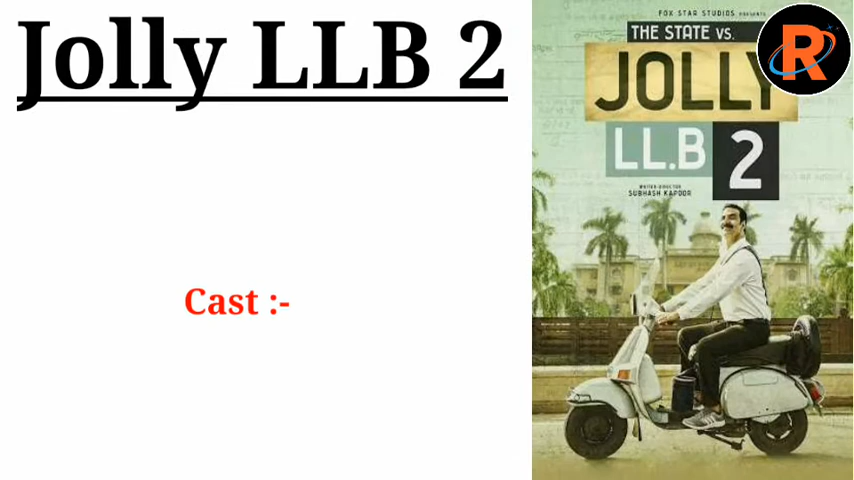 Jolly LLB 2
Cast :-
FOX STAR STUDIOS PRESENTS
THE STATE VS.
JOLLY
LL.B 2
WRITER-DIRECTOR
SUBHASH KAPOOR
R